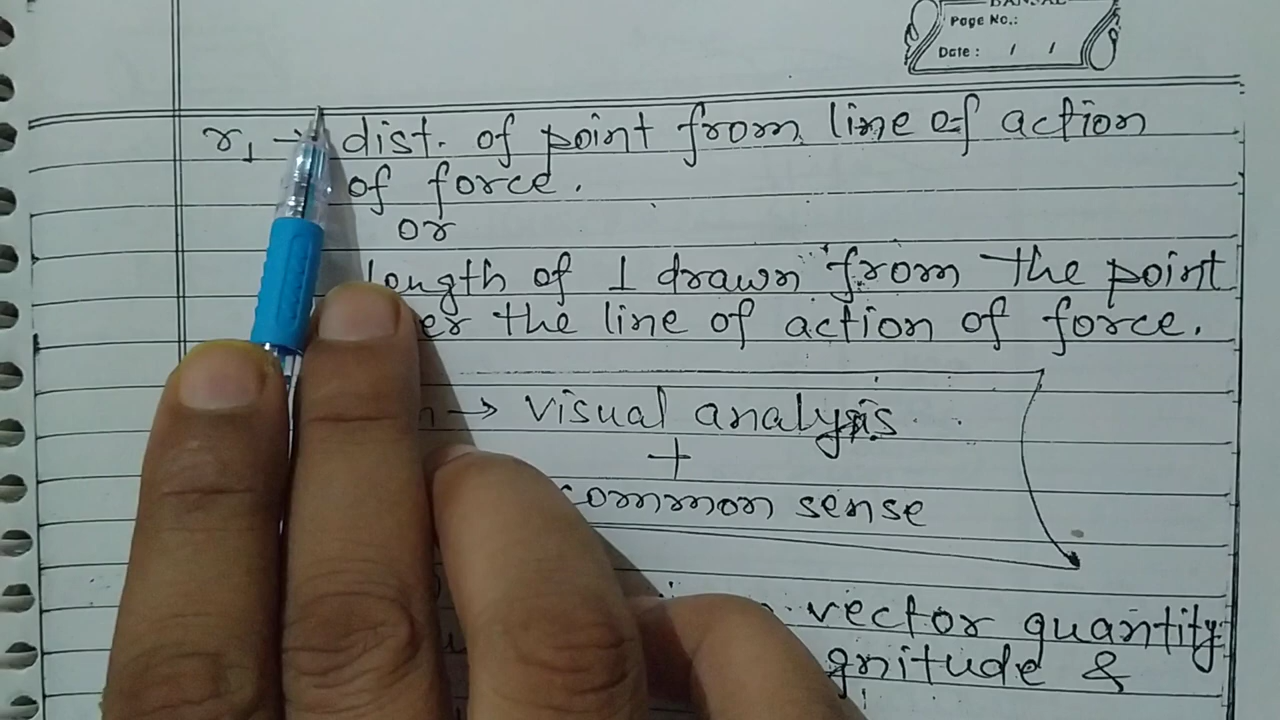 Page No.:
Date : / /
r⊥ → dist. of point from line of action
of force.
or
length of ⊥ drawn from the point
the line of action of force.
→ visual analysis
+
common sense
vector quantity
&